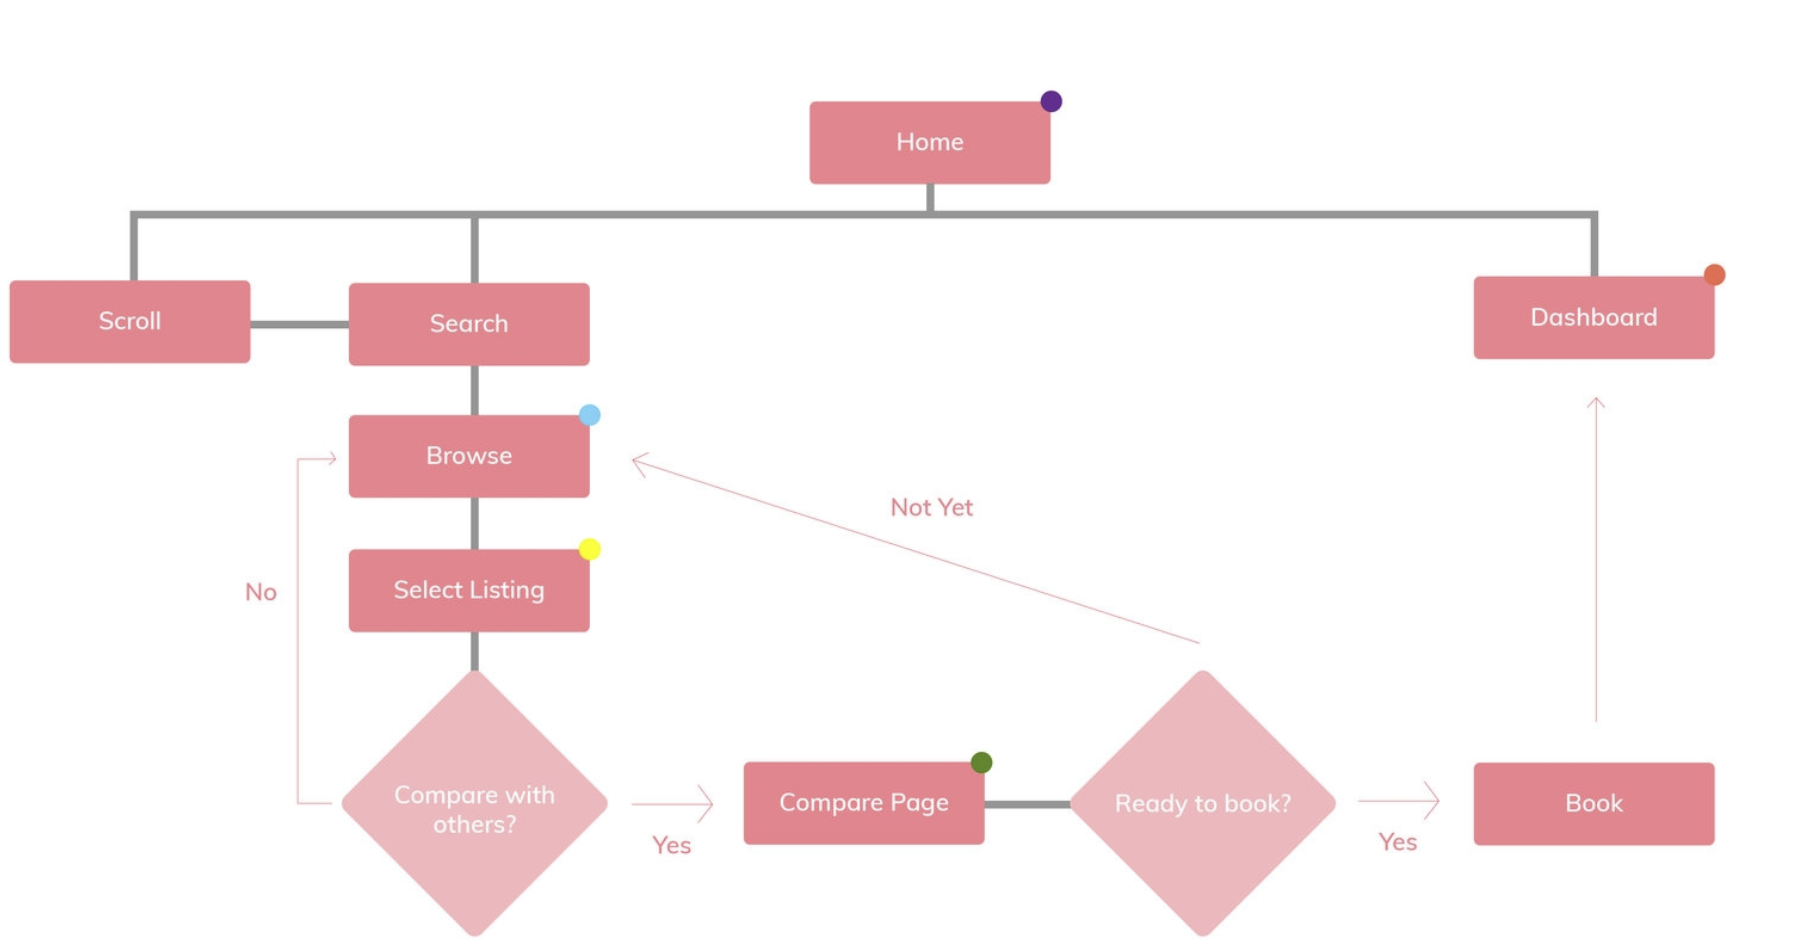 Home
Scroll
Search
Dashboard
Browse
Not Yet
No
Select Listing
Compare with
others?
Yes
Compare Page
Ready to book?
Yes
Book